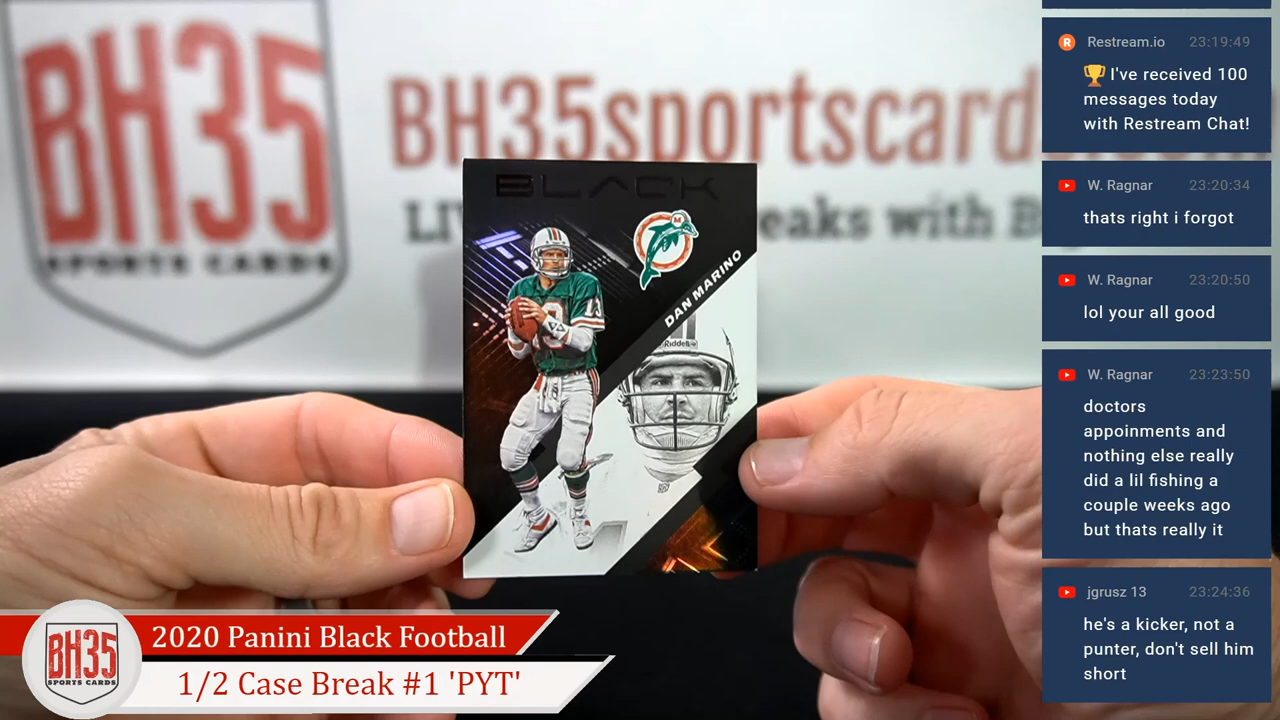 BH35
SPORTS CARDS
BH35sportscard
LI
eaks with B
BLACK
DAN MARINO
M
13
13
Riddell
Restream.io 23:19:49
🏆 I've received 100
messages today
with Restream Chat!
W. Ragnar 23:20:34
thats right i forgot
W. Ragnar 23:20:50
lol your all good
W. Ragnar 23:23:50
doctors
appoinments and
nothing else really
did a lil fishing a
couple weeks ago
but thats really it
jgrusz 13 23:24:36
he's a kicker, not a
punter, don't sell him
short
BH35
SPORTS CARDS
2020 Panini Black Football
1/2 Case Break #1 'PYT'